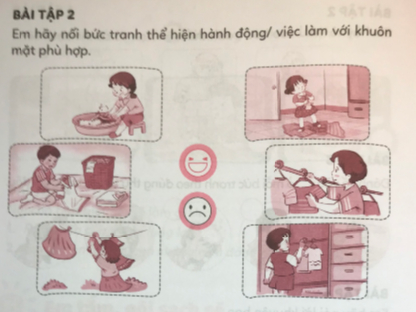 BÀI TẬP 2
Em hãy nối bức tranh thể hiện hành động/ việc làm với khuôn
mặt phù hợp.